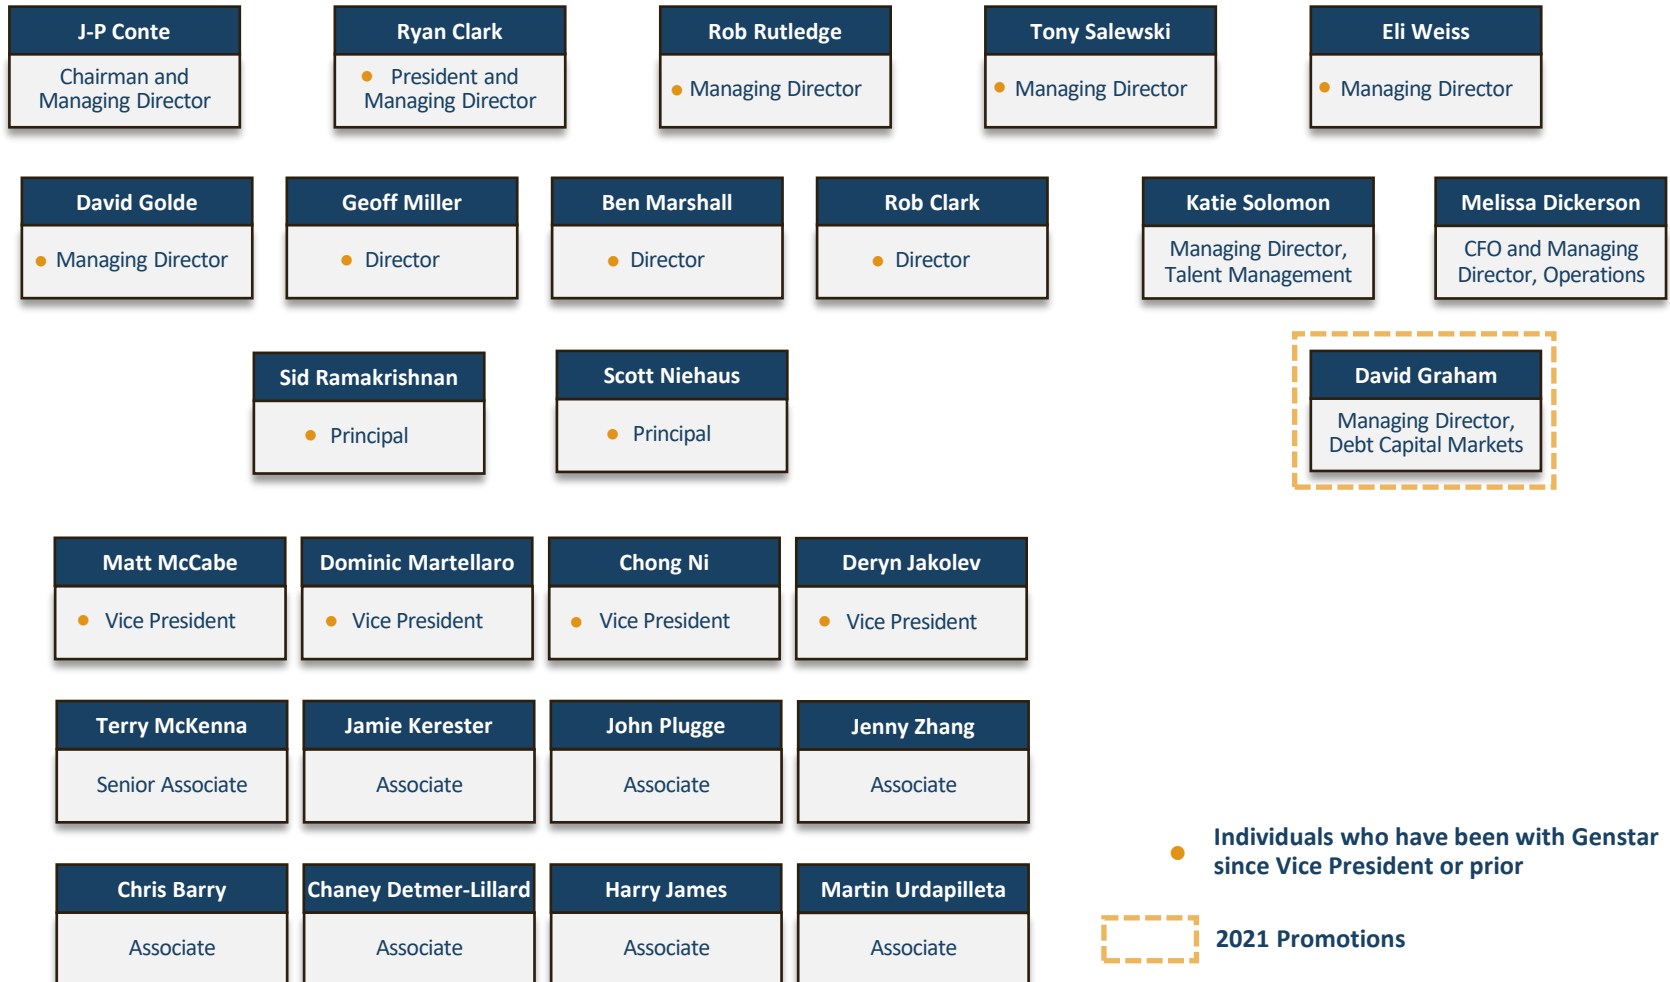 J-P Conte
Chairman and
Managing Director
Ryan Clark
• President and
Managing Director
Rob Rutledge
• Managing Director
Tony Salewski
• Managing Director
Eli Weiss
• Managing Director
David Golde
• Managing Director
Geoff Miller
• Director
Ben Marshall
• Director
Rob Clark
• Director
Katie Solomon
Managing Director,
Talent Management
Melissa Dickerson
CFO and Managing
Director, Operations
Sid Ramakrishnan
• Principal
Scott Niehaus
• Principal
David Graham
Managing Director,
Debt Capital Markets
Matt McCabe
• Vice President
Dominic Martellaro
• Vice President
Chong Ni
• Vice President
Deryn Jakolev
• Vice President
Terry McKenna
Senior Associate
Jamie Kerester
Associate
John Plugge
Associate
Jenny Zhang
Associate
Chris Barry
Associate
Chaney Detmer-Lillard
Associate
Harry James
Associate
Martin Urdapilleta
Associate
• Individuals who have been with Genstar
since Vice President or prior
2021 Promotions